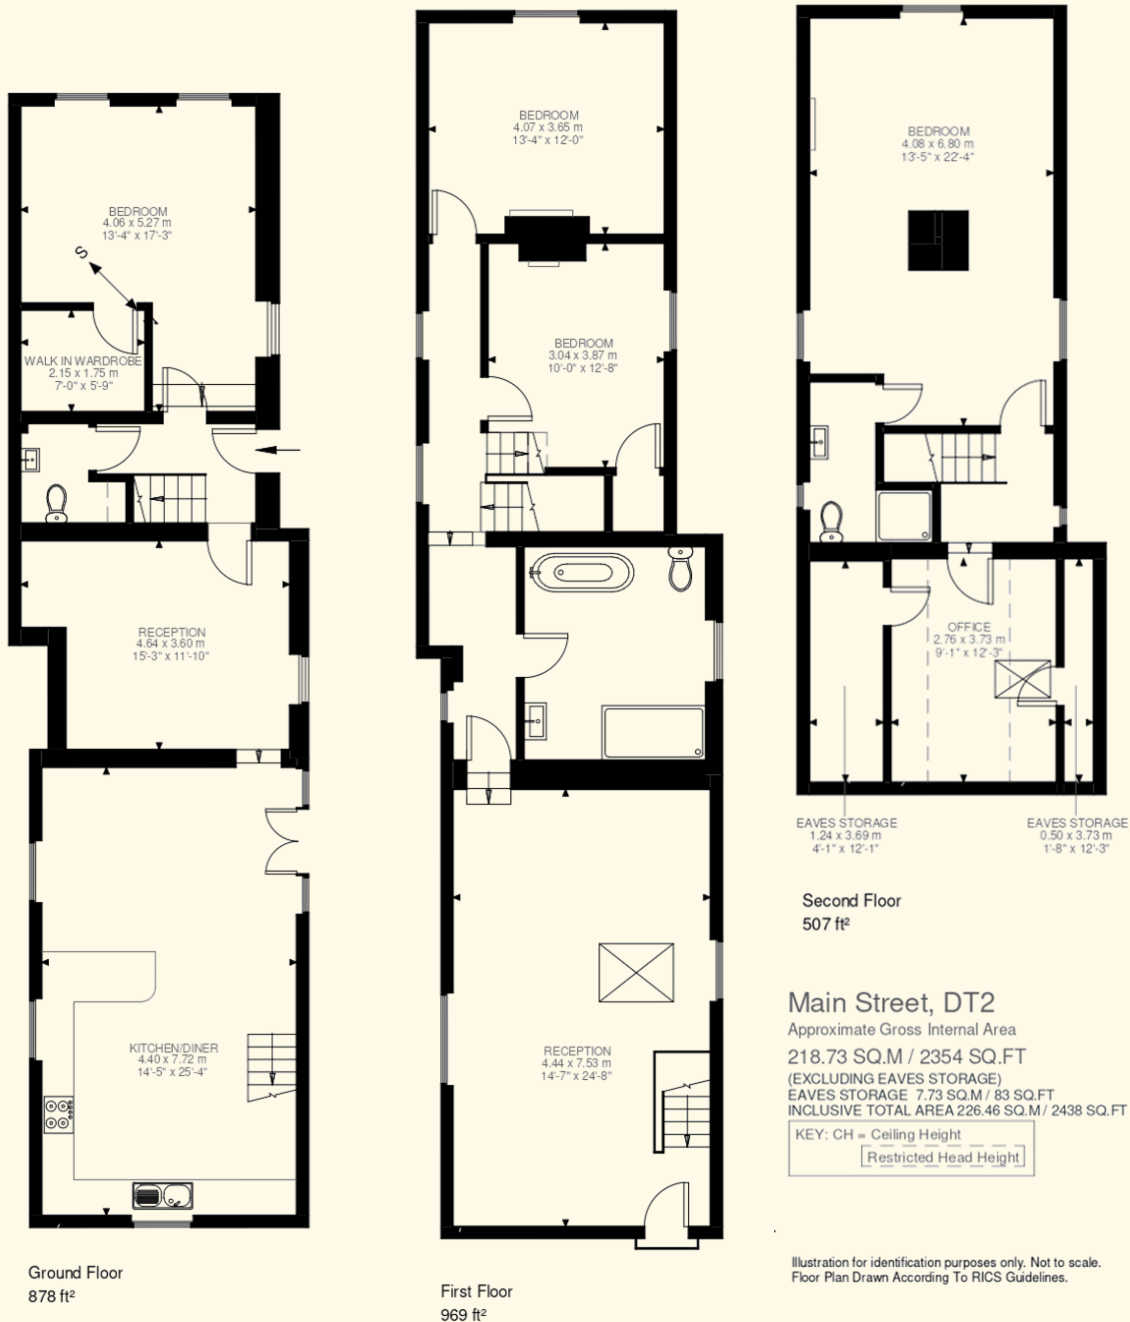 BEDROOM
4.06 x 5.27 m
13'-4" x 17'-3"
S
WALK IN WARDROBE
2.15 x 1.75 m
7'-0" x 5'-9"
RECEPTION
4.64 x 3.60 m
15'-3" x 11'-10"
KITCHEN/DINER
4.40 x 7.72 m
14'-5" x 25'-4"
Ground Floor
878 ft²
BEDROOM
4.07 x 3.65 m
13'-4" x 12'-0"
BEDROOM
3.04 x 3.87 m
10'-0" x 12'-8"
RECEPTION
4.44 x 7.53 m
14'-7" x 24'-8"
First Floor
969 ft²
BEDROOM
4.08 x 6.80 m
13'-5" x 22'-4"
OFFICE
2.76 x 3.73 m
9'-1" x 12'-3"
EAVES STORAGE
1.24 x 3.69 m
4'-1" x 12'-1"
EAVES STORAGE
0.50 x 3.73 m
1'-8" x 12'-3"
Second Floor
507 ft²
Main Street, DT2
Approximate Gross Internal Area
218.73 SQ.M / 2354 SQ.FT
(EXCLUDING EAVES STORAGE)
EAVES STORAGE 7.73 SQ.M / 83 SQ.FT
INCLUSIVE TOTAL AREA 226.46 SQ.M / 2438 SQ.FT
KEY: CH = Ceiling Height
Restricted Head Height
Illustration for identification purposes only. Not to scale.
Floor Plan Drawn According To RICS Guidelines.